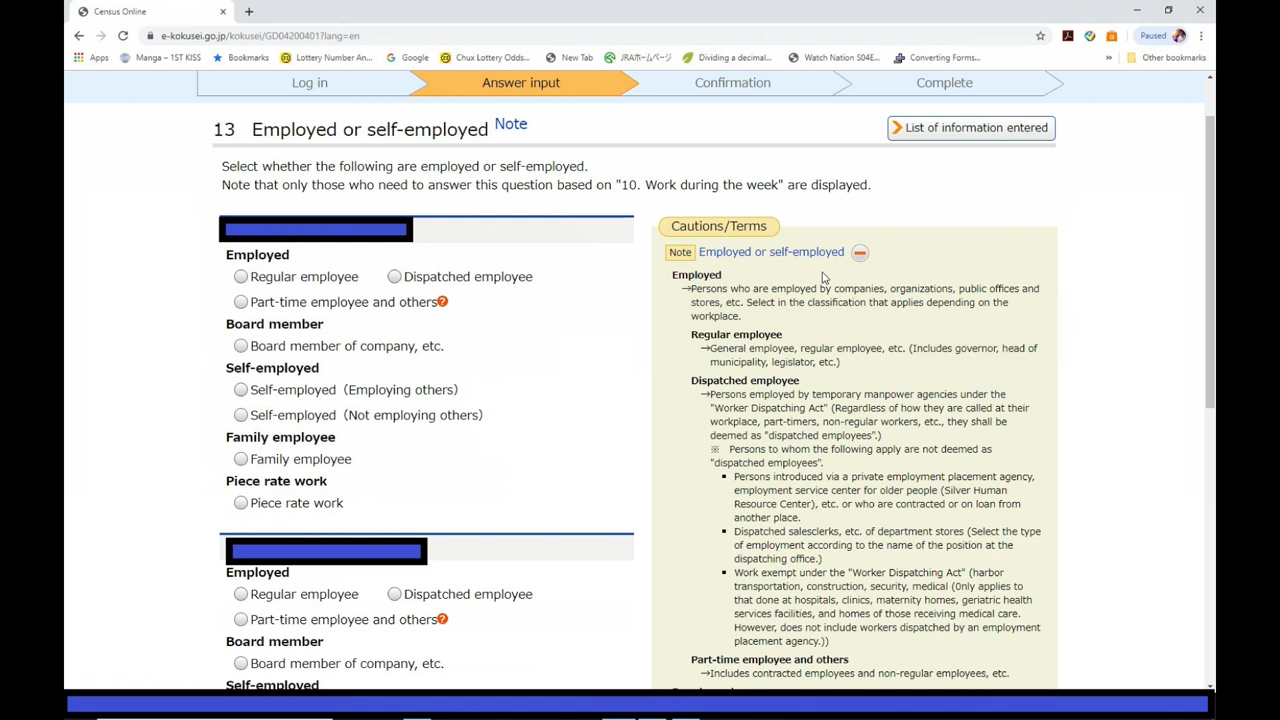 Census Online
e-kokusei.go.jp/kokusei/GD04200401?lang=en
Paused
Apps Manga – 1ST KISS Bookmarks Lottery Number An... Google Chux Lottery Odds... New Tab JRAホームページ Dividing a decimal... Watch Nation S04E... Converting Forms... » Other bookmarks
Log in Answer input Confirmation Complete
13 Employed or self-employed Note
List of information entered
Select whether the following are employed or self-employed.
Note that only those who need to answer this question based on "10. Work during the week" are displayed.
Employed
Regular employee Dispatched employee
Part-time employee and others?
Board member
Board member of company, etc.
Self-employed
Self-employed（Employing others）
Self-employed（Not employing others）
Family employee
Family employee
Piece rate work
Piece rate work
Employed
Regular employee Dispatched employee
Part-time employee and others?
Board member
Board member of company, etc.
Self-employed
Cautions/Terms
Note Employed or self-employed
Employed
→Persons who are employed by companies, organizations, public offices and
stores, etc. Select in the classification that applies depending on the
workplace.
Regular employee
→General employee, regular employee, etc. (Includes governor, head of
municipality, legislator, etc.)
Dispatched employee
→Persons employed by temporary manpower agencies under the
"Worker Dispatching Act" (Regardless of how they are called at their
workplace, part-timers, non-regular workers, etc., they shall be
deemed as "dispatched employees".)
※ Persons to whom the following apply are not deemed as
"dispatched employees".
▪ Persons introduced via a private employment placement agency,
employment service center for older people (Silver Human
Resource Center), etc. or who are contracted or on loan from
another place.
▪ Dispatched salesclerks, etc. of department stores (Select the type
of employment according to the name of the position at the
dispatching office.)
▪ Work exempt under the "Worker Dispatching Act" (harbor
transportation, construction, security, medical (Only applies to
that done at hospitals, clinics, maternity homes, geriatric health
services facilities, and homes of those receiving medical care.
However, does not include workers dispatched by an employment
placement agency.))
Part-time employee and others
→Includes contracted employees and non-regular employees, etc.